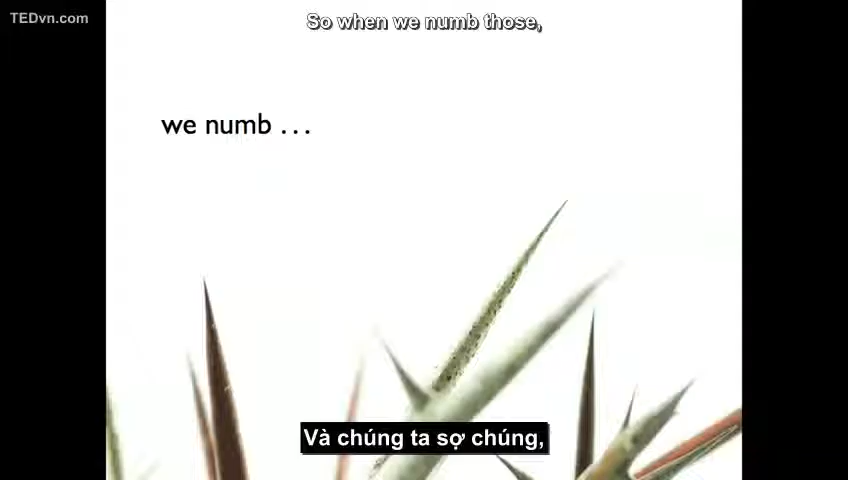 TEDvn.com
So when we numb those,
we numb ...
Và chúng ta sợ chúng,